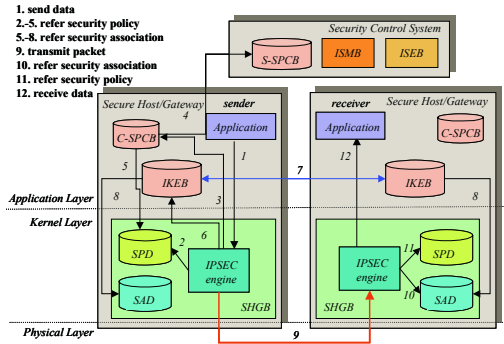 1. send data
2.-5. refer security policy
5.-8. refer security association
9. transmit packet
10. refer security association
11. refer security policy
12. receive data
Security Control System
S-SPCB
ISMB
ISEB
4
Secure Host/Gateway
sender
C-SPCB
Application
5
1
IKEB
8
3
6
2
SPD
IPSEC
engine
SAD
SHGB
7
receiver
Secure Host/Gateway
Application
C-SPCB
12
IKEB
8
IPSEC
engine
11
SPD
10
SAD
SHGB
Application Layer
Kernel Layer
Physical Layer
9